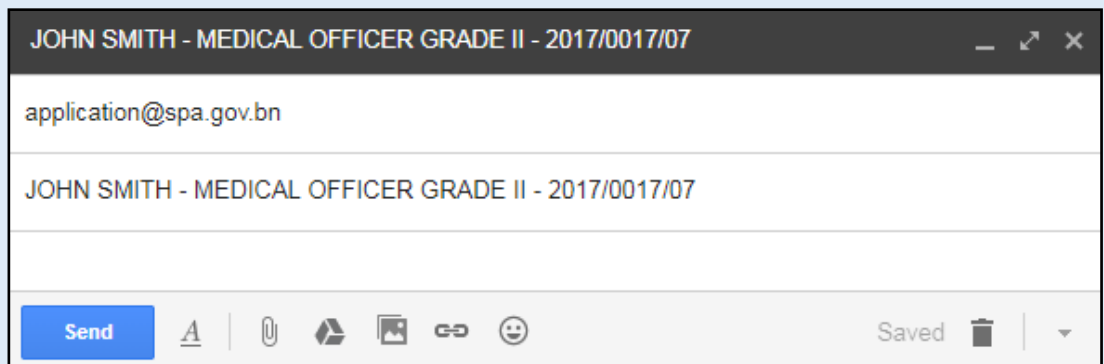 JOHN SMITH - MEDICAL OFFICER GRADE II - 2017/0017/07
application@spa.gov.bn
JOHN SMITH - MEDICAL OFFICER GRADE II - 2017/0017/07
Send A Saved